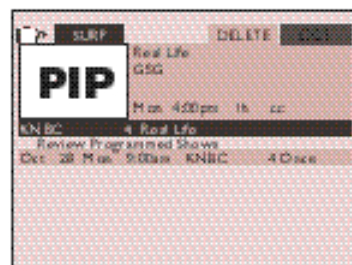 SURF DELETE
Real Life
GSG
PIP
Mon 4:00pm 1h cc
KNBC 4 Real Life
Review Programmed Shows
Oct 28 Mon 9:00am KNBC 4 Once